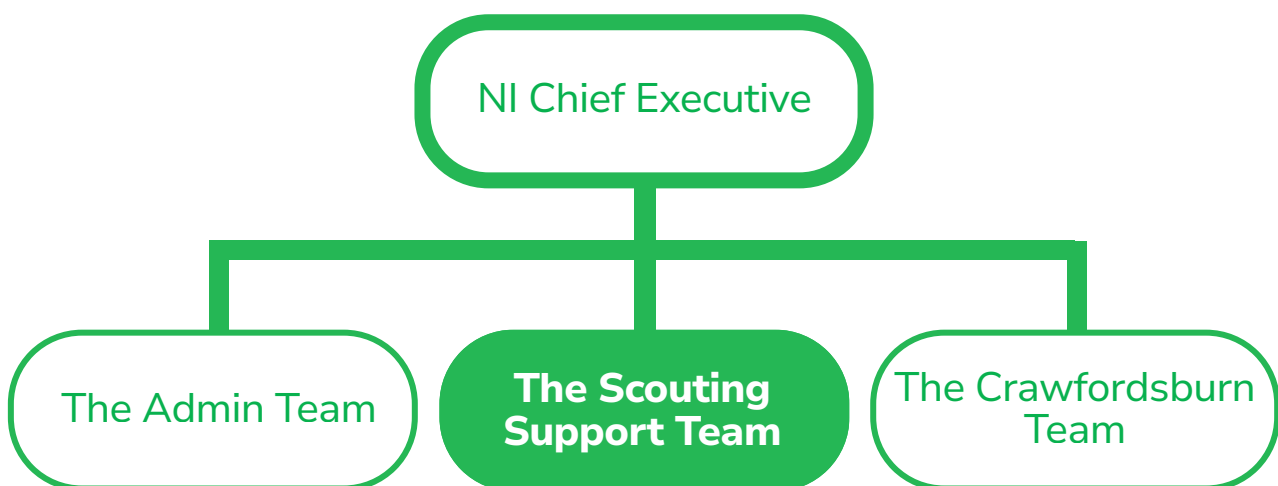 NI Chief Executive
The Admin Team
The Scouting
Support Team
The Crawfordsburn
Team